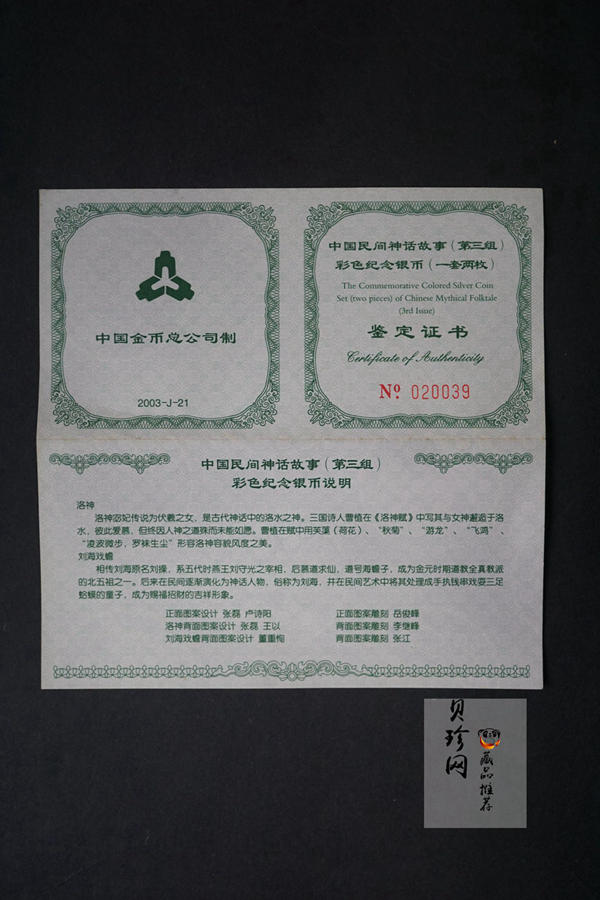 中国金币总公司制
2003-J-21
中国民间神话故事(第三组)
彩色纪念银币(一套两枚)
The Commemorative Colored Silver Coin
Set (two pieces) of Chinese Mythical Folktale
(3rd Issue)
鉴定证书
Certificate of Authenticity
Nº 020039
中国民间神话故事(第三组)
彩色纪念银币说明
洛神
洛神宓妃传说为伏羲之女，是古代神话中的洛水之神。三国诗人曹植在《洛神赋》中写其与女神邂逅于洛
水，彼此爱慕，但终因人神之道殊而未能如愿。曹植在赋中用芙蕖(荷花)、“秋菊”、“游龙”、“飞鸿”、
“凌波微步，罗袜生尘”形容洛神容貌风度之美。
刘海戏蟾
相传刘海原名刘操，系五代时燕王刘守光之宰相，后慕道求仙，道号海蟾子，成为金元时期道教全真教派
的北五祖之一。后来在民间逐渐演化为神话人物，俗称为刘海，并在民间艺术中将其处理成手执钱串戏耍三足
蛤蟆的童子，成为赐福招财的吉祥形象。
正面图案设计 张磊 卢诗阳
正面图案雕刻 岳俊峰
洛神背面图案设计 张磊 王以
背面图案雕刻 李继峰
刘海戏蟾背面图案设计 董重恂
背面图案雕刻 张江
贝珍网
藏品推荐